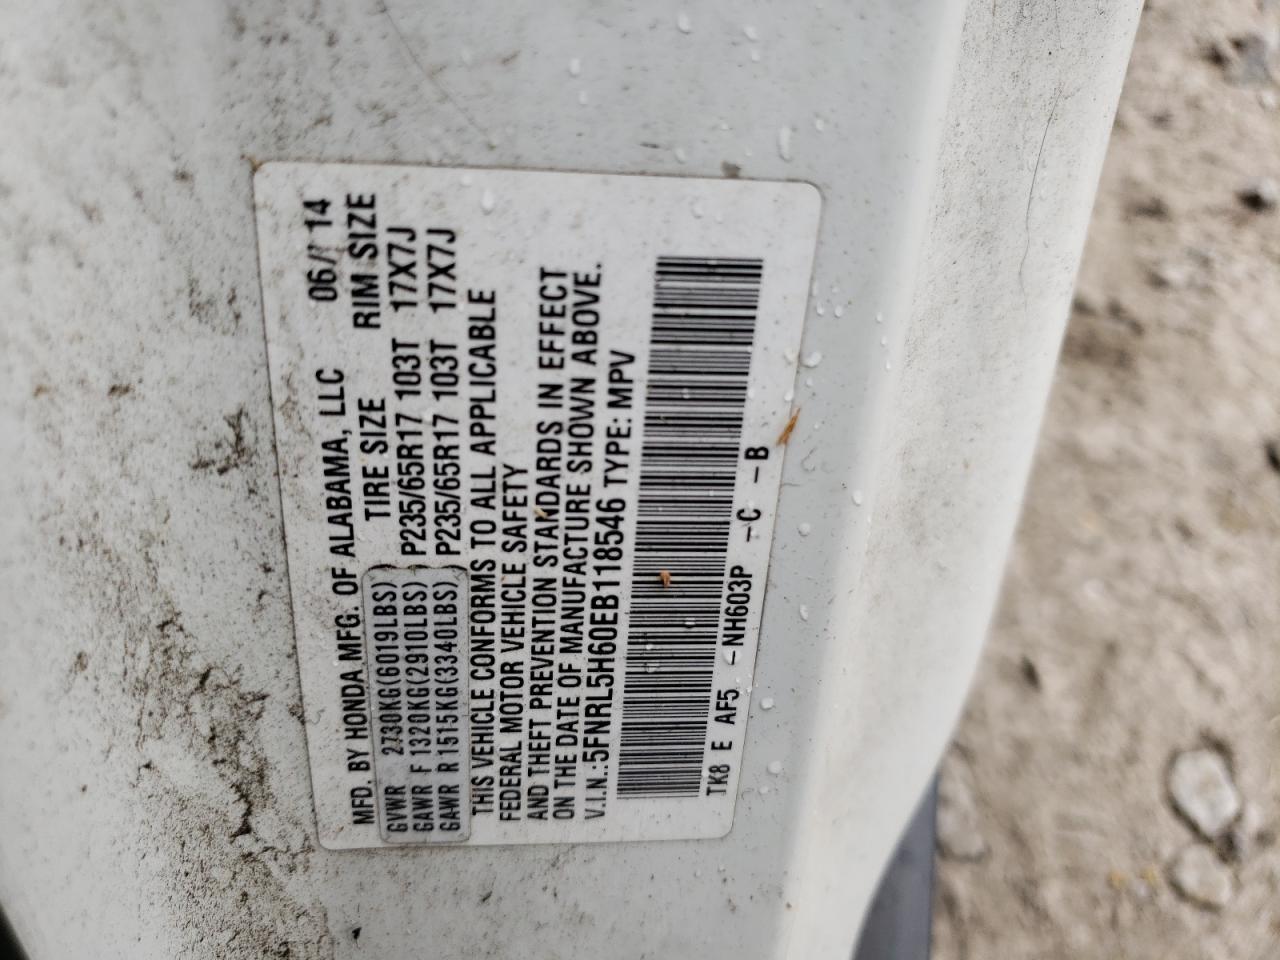 MFD. BY HONDA MFG. OF ALABAMA, LLC 06/14
TIRE SIZE RIM SIZE
GVWR 2730KG(6019LBS)
GAWR F 1320KG(2910LBS) P235/65R17 103T 17X7J
GAWR R 1515KG(3340LBS) P235/65R17 103T 17X7J
THIS VEHICLE CONFORMS TO ALL APPLICABLE
FEDERAL MOTOR VEHICLE SAFETY
AND THEFT PREVENTION STANDARDS IN EFFECT
ON THE DATE OF MANUFACTURE SHOWN ABOVE.
V.I.N.:5FNRL5H60EB118546 TYPE: MPV
TK8 E AF5 -NH603P -C -B